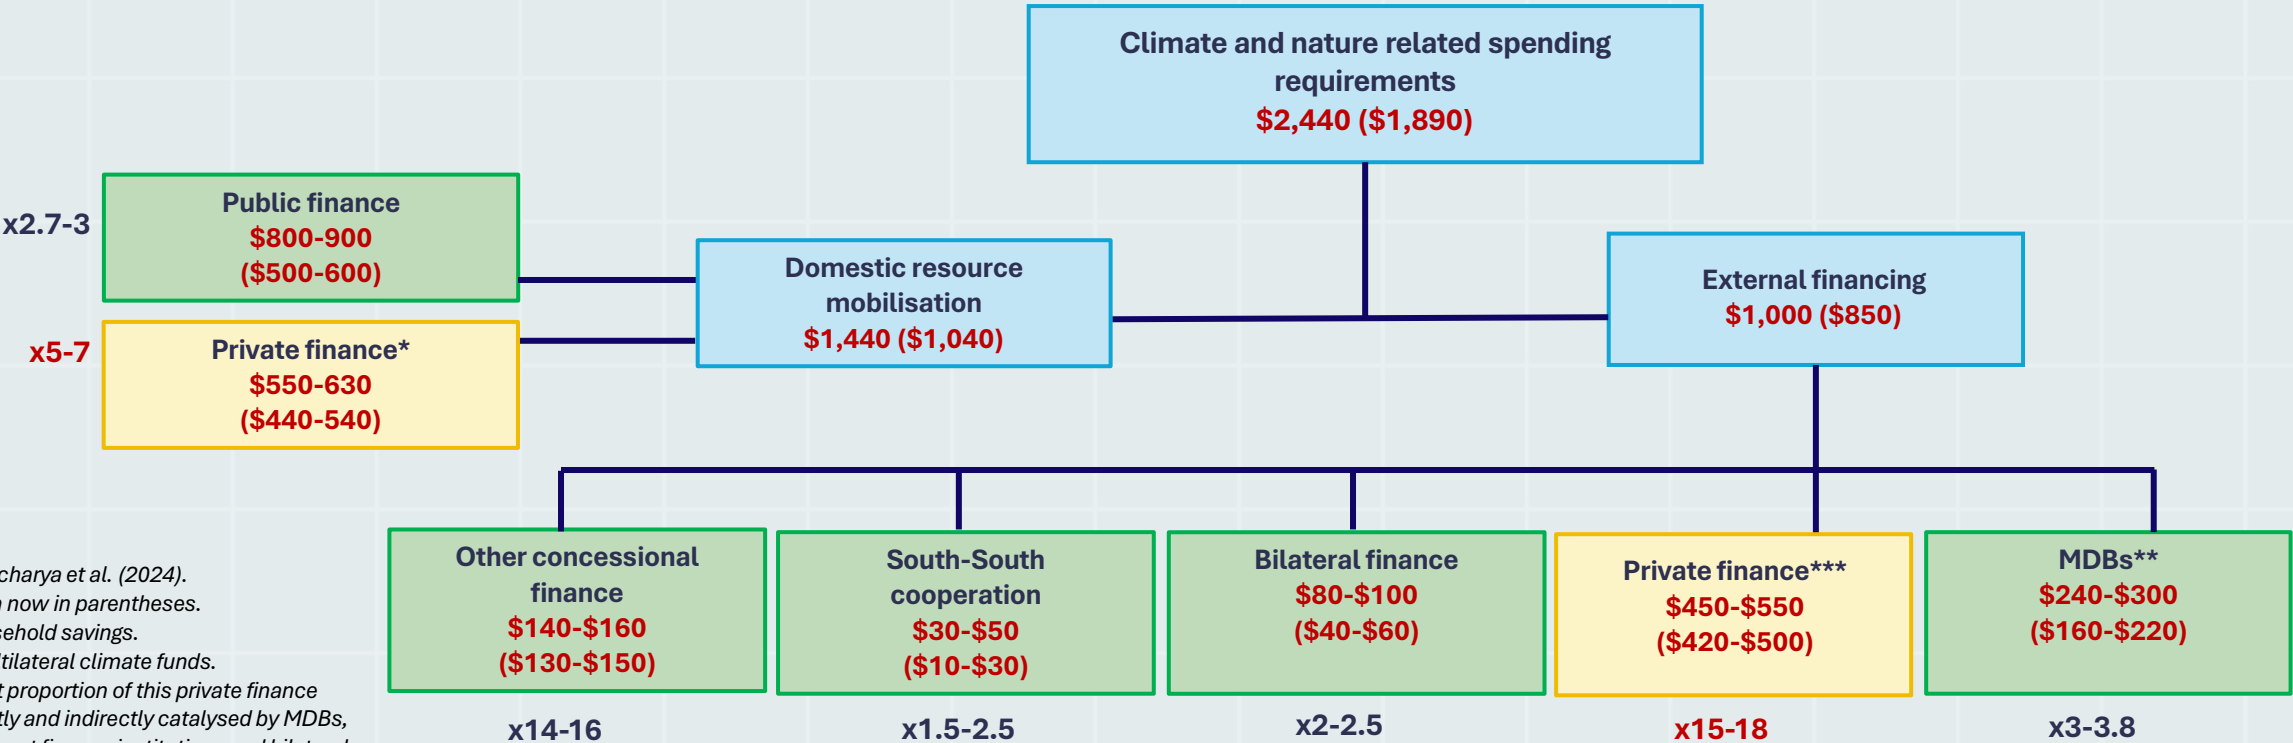 Climate and nature related spending
requirements
$2,440 ($1,890)
x2.7-3
Public finance
$800-900
($500-600)
x5-7
Private finance*
$550-630
($440-540)
Domestic resource
mobilisation
$1,440 ($1,040)
External financing
$1,000 ($850)
Other concessional
finance
$140-$160
($130-$150)
x14-16
South-South
cooperation
$30-$50
($10-$30)
x1.5-2.5
Bilateral finance
$80-$100
($40-$60)
x2-2.5
Private finance***
$450-$550
($420-$500)
x15-18
MDBs**
$240-$300
($160-$220)
x3-3.8
et al. (2024).
now in parentheses.
savings.
climate funds.
proportion of this private finance
and indirectly catalysed by MDBs,